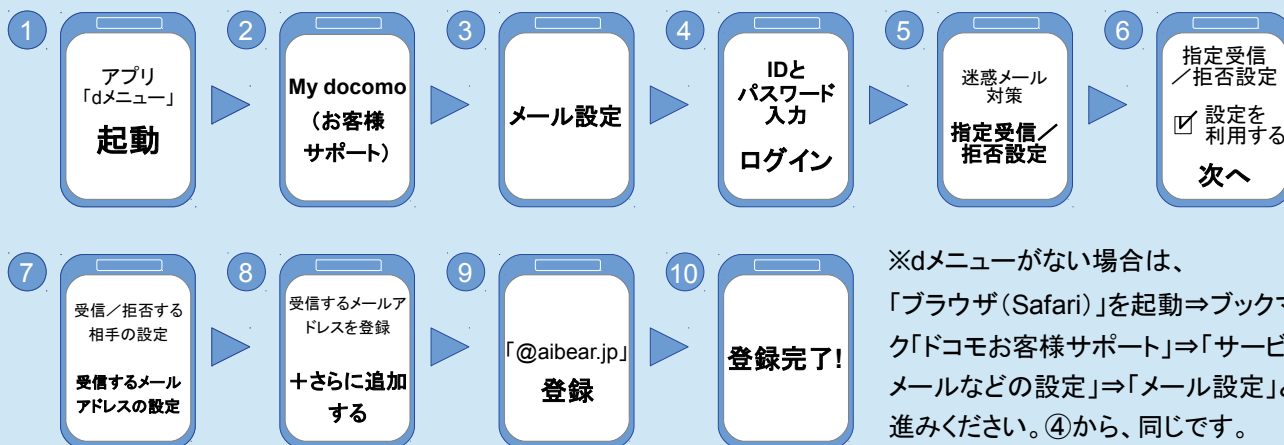 1
アプリ
「dメニュー」
起動
2
My docomo
（お客様
サポート）
3
メール設定
4
IDと
パスワード
入力
ログイン
5
迷惑メール
対策
指定受信／
拒否設定
6
指定受信
／拒否設定
設定を
利用する
次へ
7
受信／拒否する
相手の設定
受信するメール
アドレスの設定
8
受信するメールア
ドレスを登録
＋さらに追加
する
9
「@aibear.jp」
登録
10
登録完了!
※dメニューがない場合は、
「ブラウザ（Safari）」を起動⇒ブック
ク「ドコモお客様サポート」⇒「サービ
メールなどの設定」⇒「メール設定」
進みください。④から、同じです。